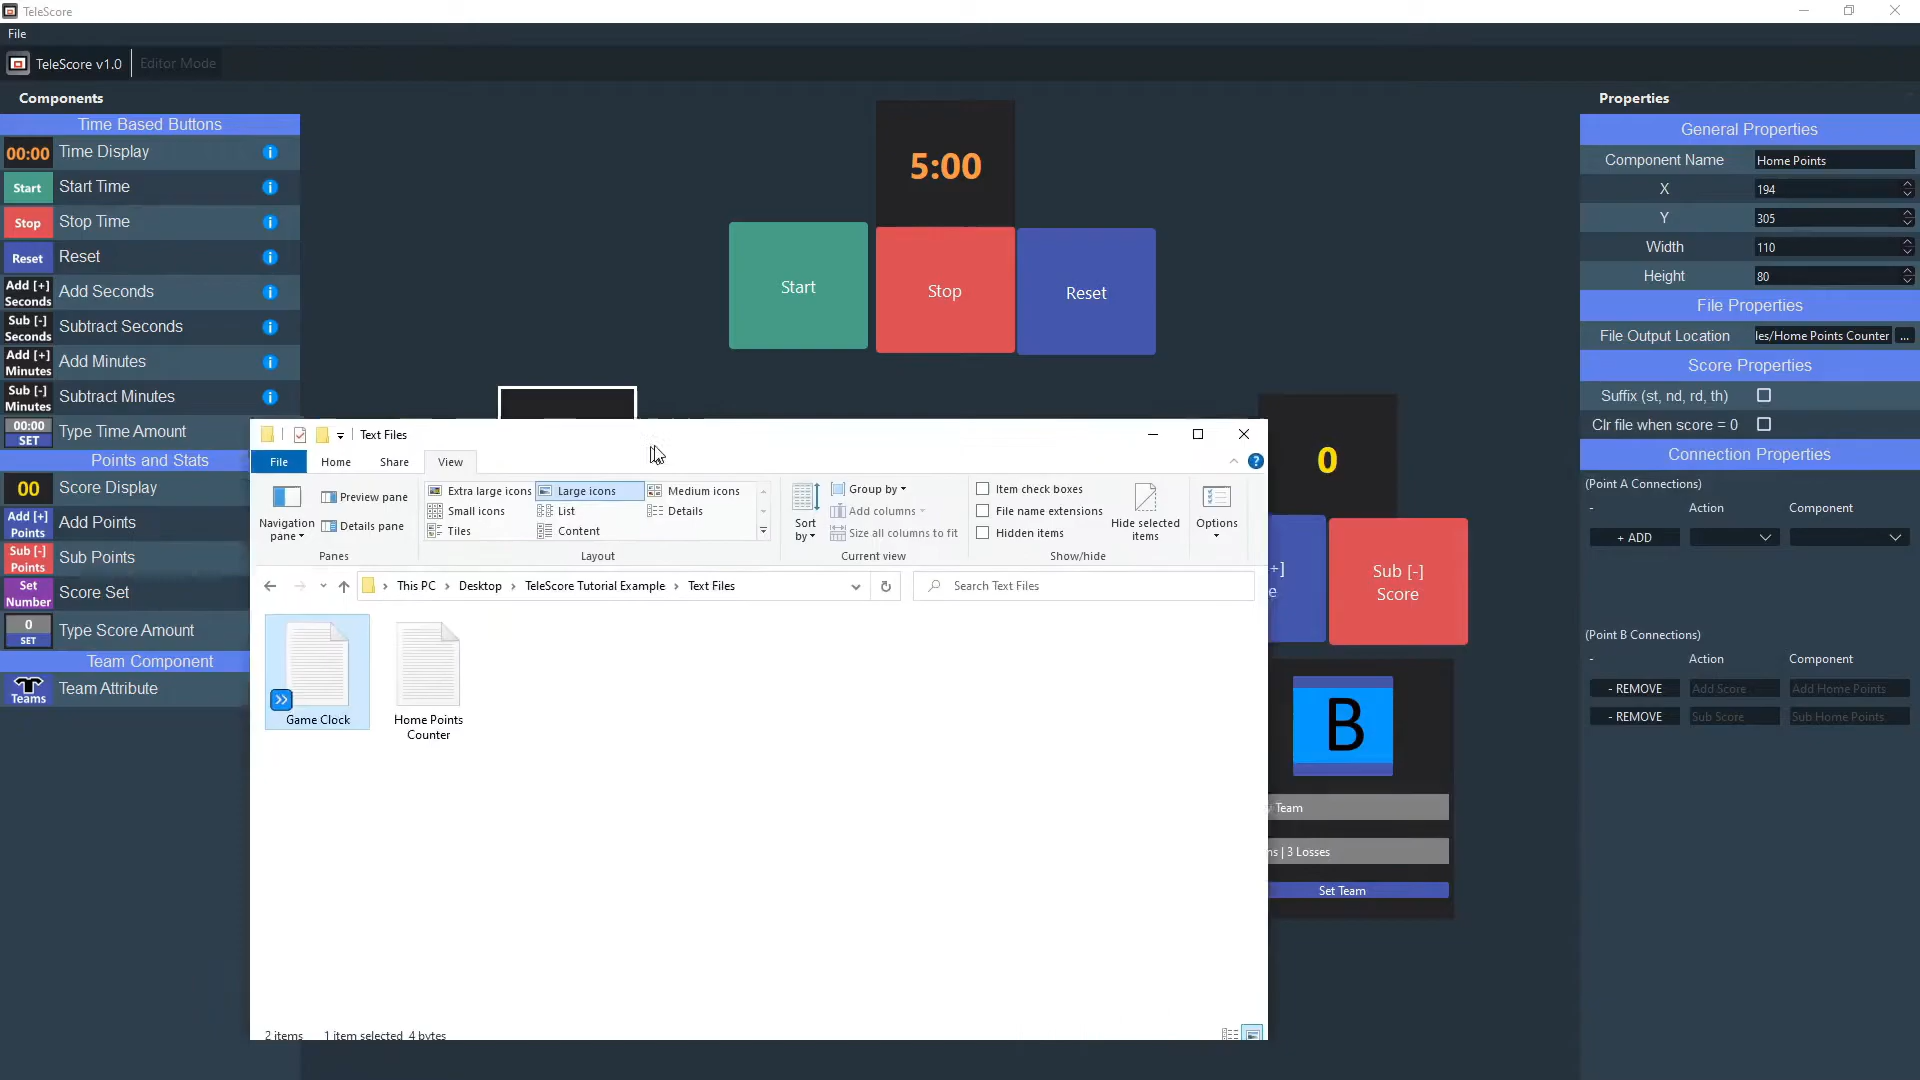 TeleScore
File
TeleScore v1.0
Editor Mode
Components
Time Based Buttons
00:00 Time Display
Start Start Time
Stop Stop Time
Reset Reset
Add [+]
Seconds
Add Seconds
Sub [-]
Seconds
Subtract Seconds
Add [+]
Minutes
Add Minutes
Sub [-]
Minutes
Subtract Minutes
00:00
SET
Type Time Amount
Points and Stats
00 Score Display
Add [+]
Points
Add Points
Sub [-]
Points
Sub Points
Set
Number
Score Set
0
SET
Type Score Amount
Team Component
Teams
Team Attribute
5:00
Start
Stop
Reset
0
+]
e
Sub [-]
Score
B
Team
ns | 3 Losses
Set Team
Text Files
File
Home
Share
View
Navigation
pane
Preview pane
Details pane
Panes
Extra large icons
Large icons
Medium icons
Small icons
List
Details
Tiles
Content
Layout
Sort
by
Group by
Add columns
Size all columns to fit
Current view
Item check boxes
File name extensions
Hidden items
Hide selected
items
Show/hide
Options
This PC
Desktop
TeleScore Tutorial Example
Text Files
Search Text Files
Game Clock
Home Points
Counter
2 items
1 item selected 4 bytes
Properties
General Properties
Component Name Home Points
X 194
Y 305
Width 110
Height 80
File Properties
File Output Location les/Home Points Counter ...
Score Properties
Suffix (st, nd, rd, th)
Clr file when score = 0
Connection Properties
(Point A Connections)
- Action Component
+ ADD
(Point B Connections)
- Action Component
- REMOVE Add Score Add Home Points
- REMOVE Sub Score Sub Home Points